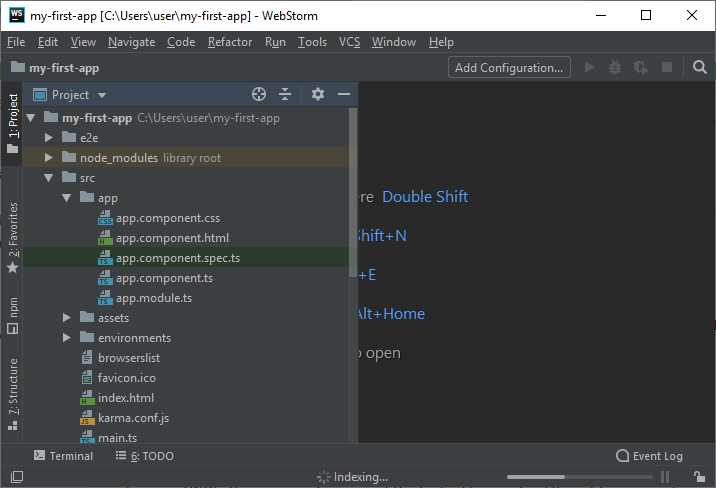 WS my-first-app [C:\Users\user\my-first-app] - WebStorm
File Edit View Navigate Code Refactor Run Tools VCS Window Help
my-first-app Add Configuration...
1: Project
2: Favorites
npm
7: Structure
Project
my-first-app C:\Users\user\my-first-app
e2e
node_modules library root
src
app
CSS app.component.css
H app.component.html
TS app.component.spec.ts
TS app.component.ts
TS app.module.ts
assets
environments
browserslist
favicon.ico
H index.html
JS karma.conf.js
TS main.ts
ere Double Shift
Shift+N
+E
Alt+Home
o open
Terminal 6: TODO Event Log
Indexing...